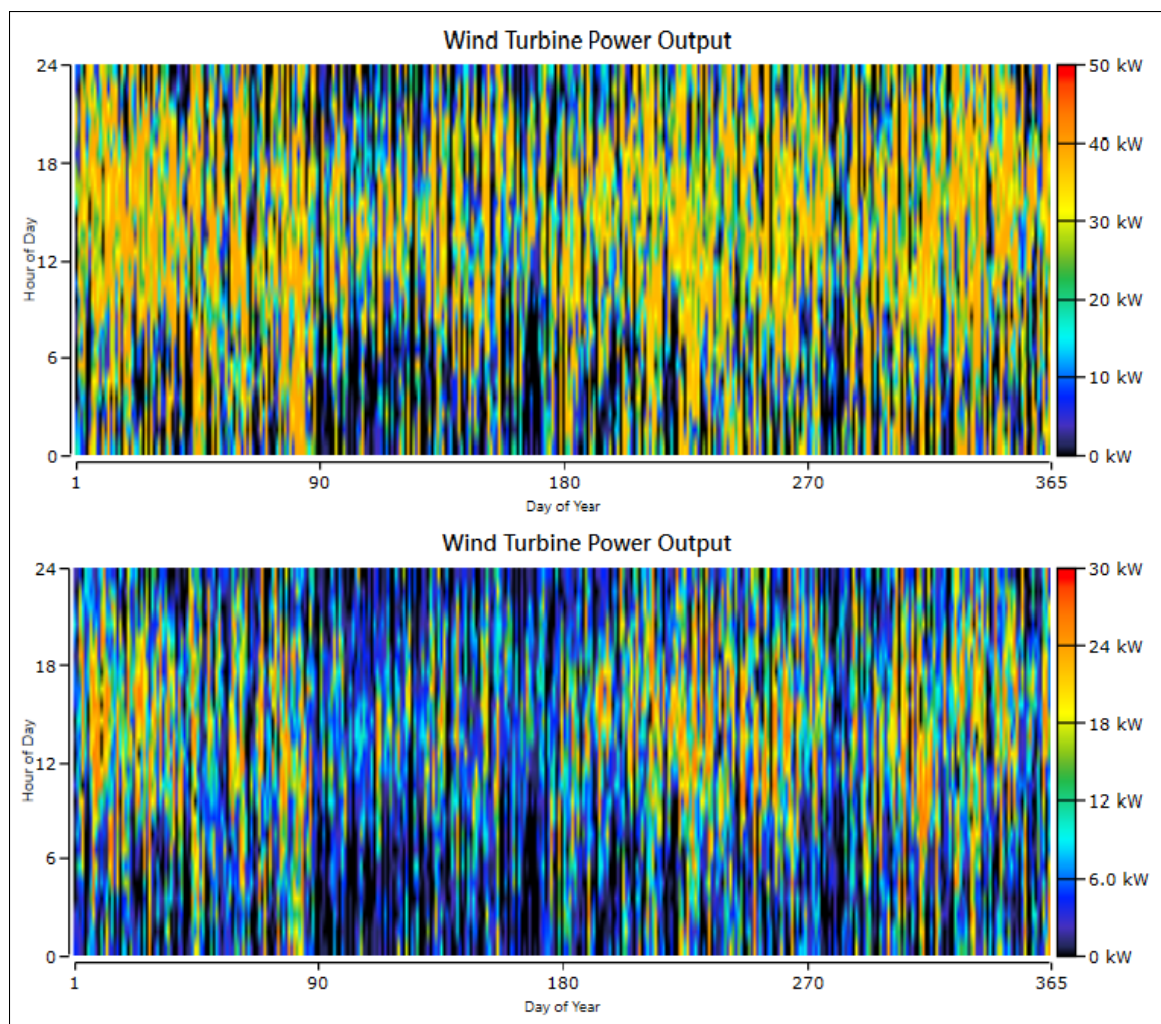 Wind Turbine Power Output
24
18
12
6
0
Hour of Day
1 90 180 270 365
Day of Year
50 kW
40 kW
30 kW
20 kW
10 kW
0 kW
Wind Turbine Power Output
24
18
12
6
0
Hour of Day
1 90 180 270 365
Day of Year
30 kW
24 kW
18 kW
12 kW
6.0 kW
0 kW